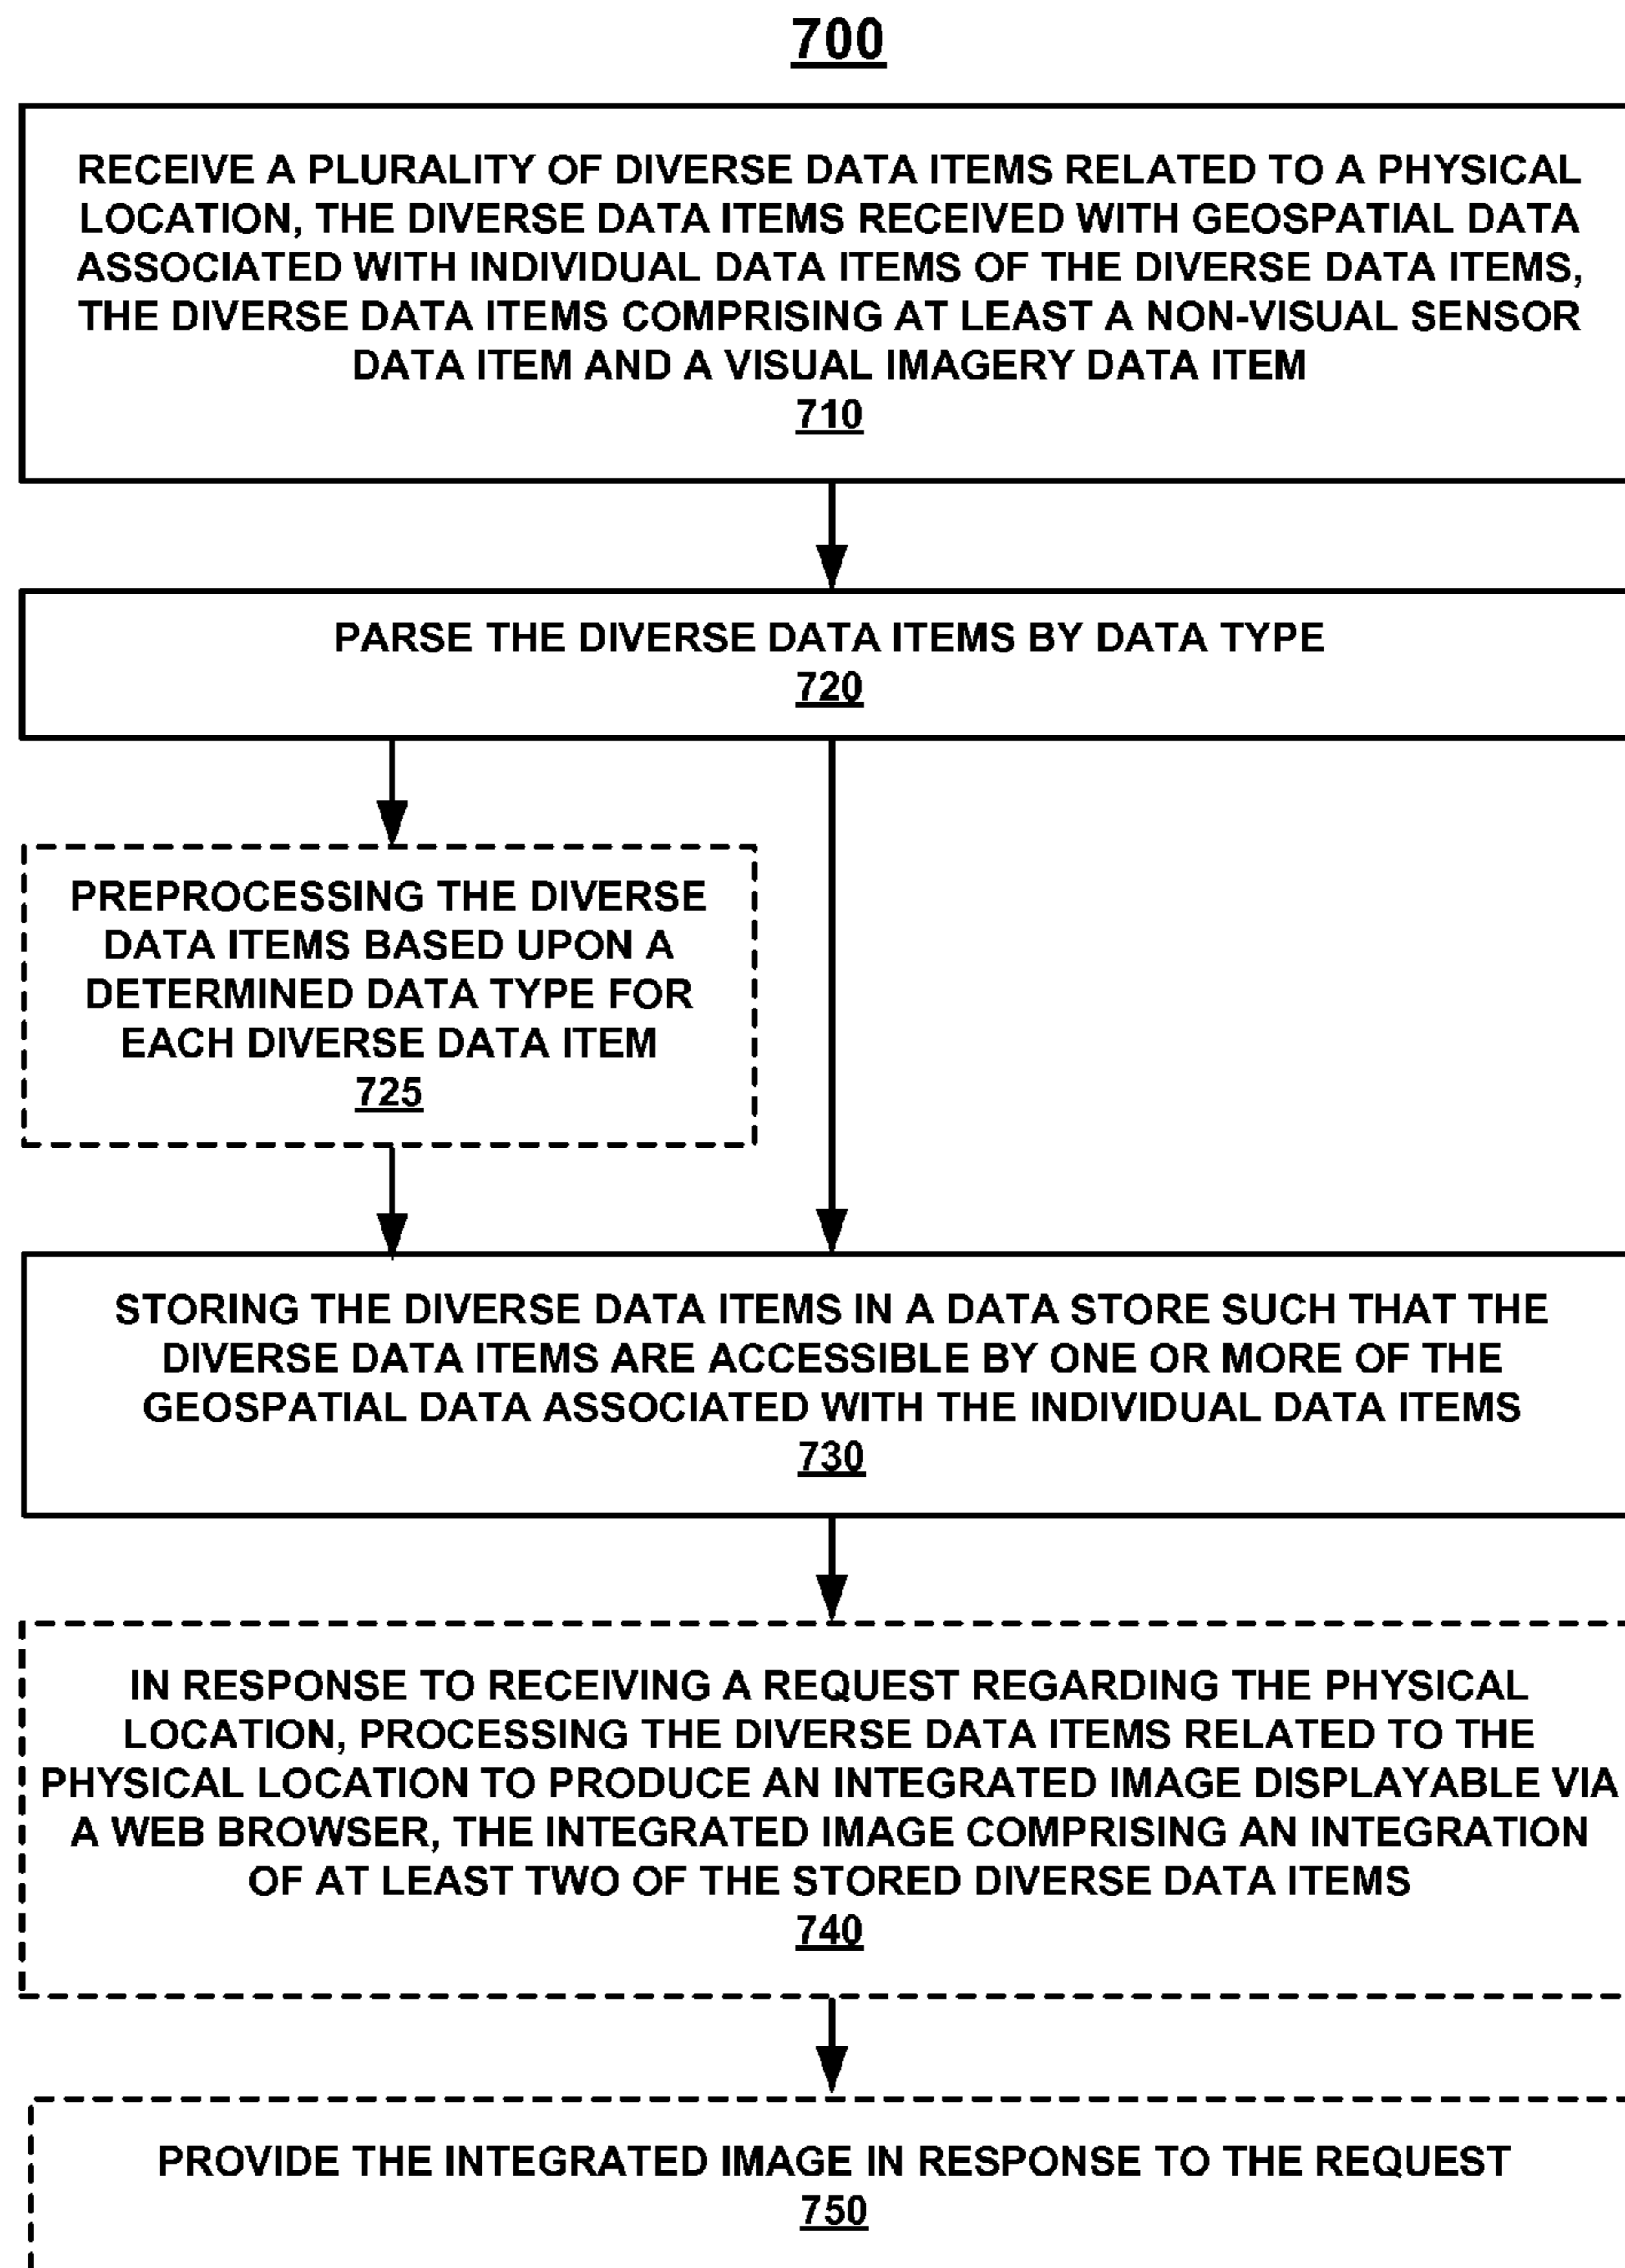 700
RECEIVE A PLURALITY OF DIVERSE DATA ITEMS RELATED TO A PHYSICAL
LOCATION, THE DIVERSE DATA ITEMS RECEIVED WITH GEOSPATIAL DATA
ASSOCIATED WITH INDIVIDUAL DATA ITEMS OF THE DIVERSE DATA ITEMS,
THE DIVERSE DATA ITEMS COMPRISING AT LEAST A NON-VISUAL SENSOR
DATA ITEM AND A VISUAL IMAGERY DATA ITEM
710
PARSE THE DIVERSE DATA ITEMS BY DATA TYPE
720
PREPROCESSING THE DIVERSE
DATA ITEMS BASED UPON A
DETERMINED DATA TYPE FOR
EACH DIVERSE DATA ITEM
725
STORING THE DIVERSE DATA ITEMS IN A DATA STORE SUCH THAT THE
DIVERSE DATA ITEMS ARE ACCESSIBLE BY ONE OR MORE OF THE
GEOSPATIAL DATA ASSOCIATED WITH THE INDIVIDUAL DATA ITEMS
730
IN RESPONSE TO RECEIVING A REQUEST REGARDING THE PHYSICAL
LOCATION, PROCESSING THE DIVERSE DATA ITEMS RELATED TO THE
PHYSICAL LOCATION TO PRODUCE AN INTEGRATED IMAGE DISPLAYABLE VIA
A WEB BROWSER, THE INTEGRATED IMAGE COMPRISING AN INTEGRATION
OF AT LEAST TWO OF THE STORED DIVERSE DATA ITEMS
740
PROVIDE THE INTEGRATED IMAGE IN RESPONSE TO THE REQUEST
750